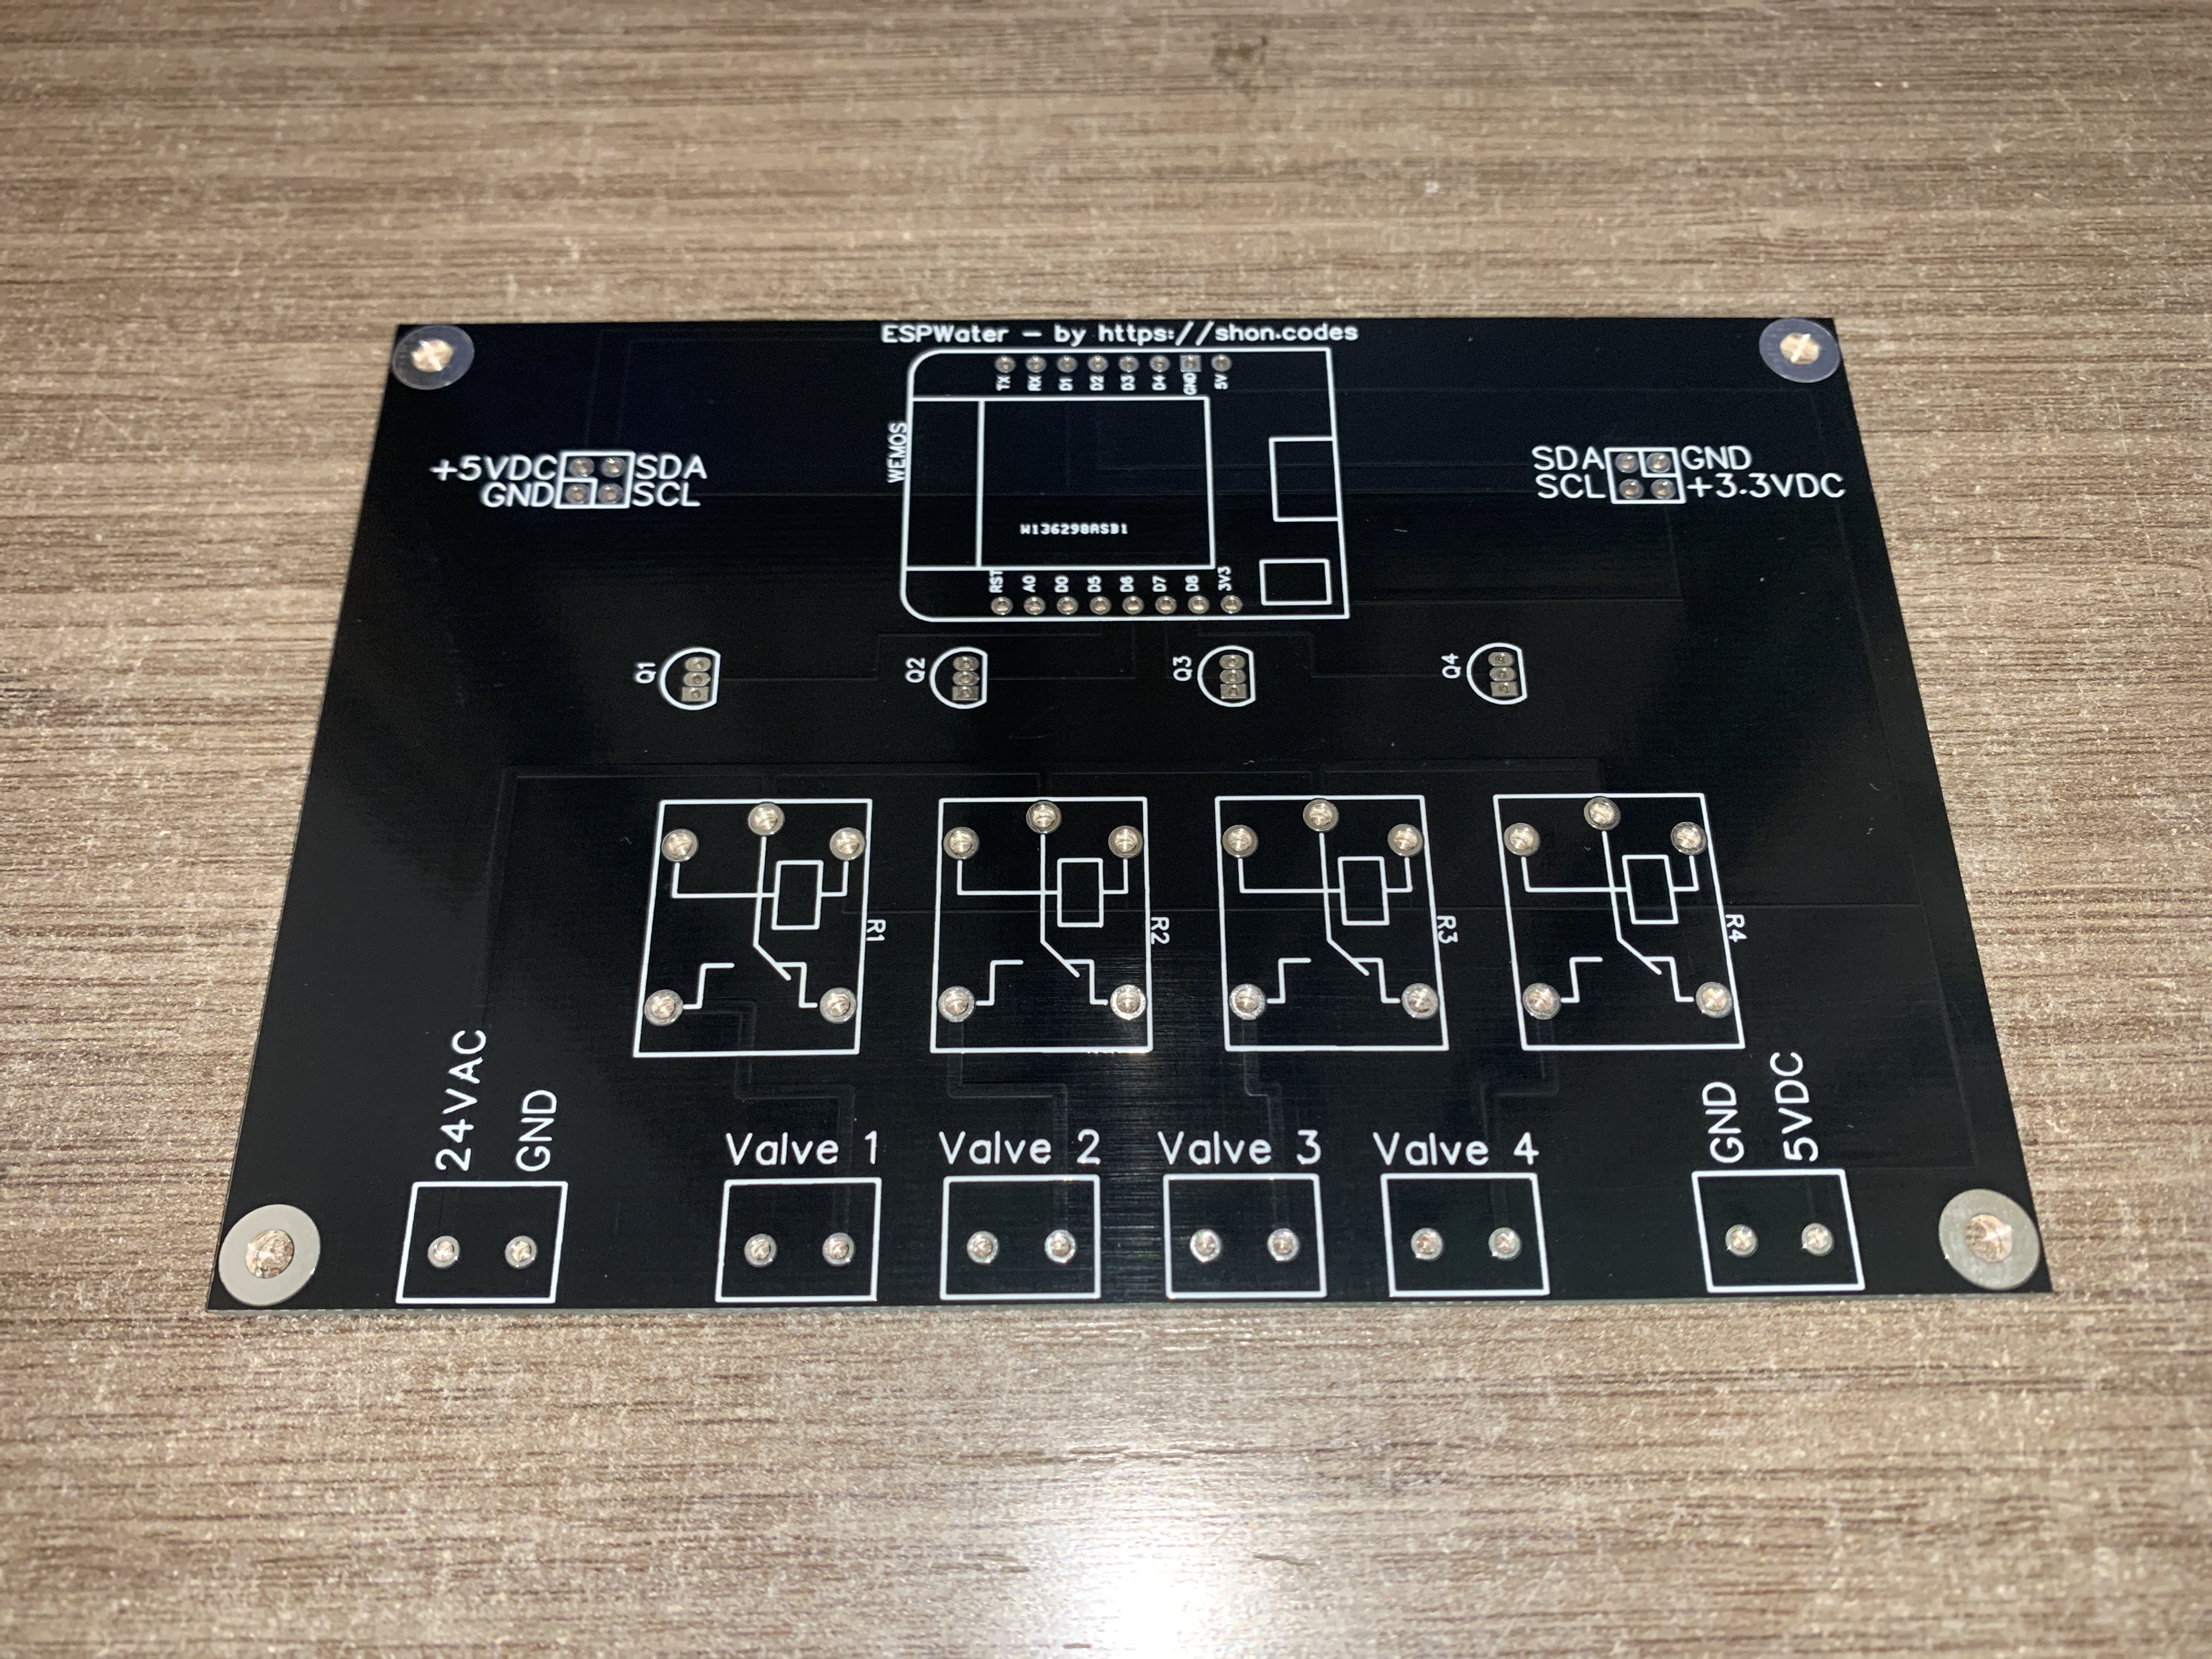 ESPWater - by https://shon.codes
TX RX D1 D2 D3 D4 GND 5V
WEMOS
+5VDC SDA
GND SCL
SDA GND
SCL +3.3VDC
W136298ASB1
RST A0 D0 D5 D6 D7 D8 3V3
Q1 Q2 Q3 Q4
R1 R2 R3 R4
24VAC
GND
GND
5VDC
Valve 1 Valve 2 Valve 3 Valve 4